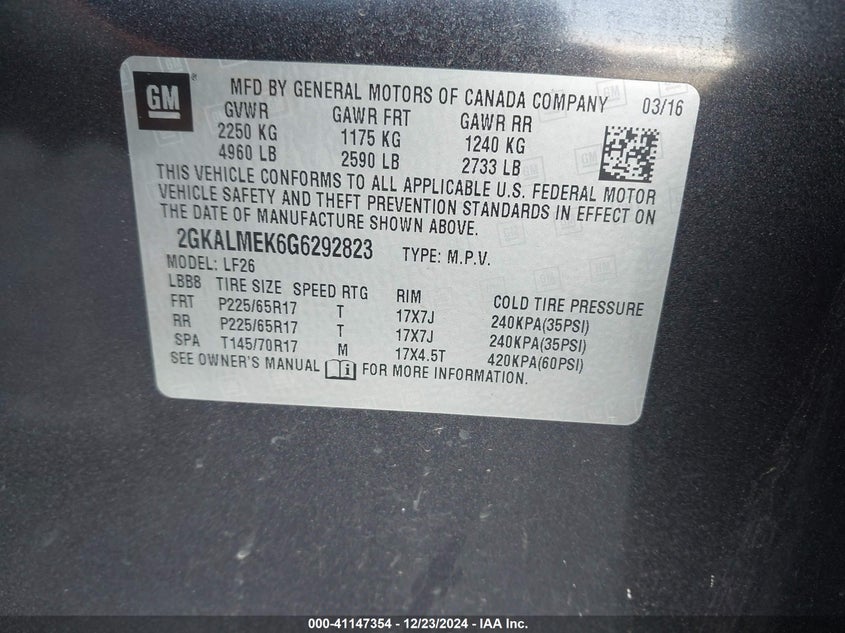 GM
MFD BY GENERAL MOTORS OF CANADA COMPANY 03/16
GVWR GAWR FRT GAWR RR
2250 KG 1175 KG 1240 KG
4960 LB 2590 LB 2733 LB
THIS VEHICLE CONFORMS TO ALL APPLICABLE U.S. FEDERAL MOTOR
VEHICLE SAFETY AND THEFT PREVENTION STANDARDS IN EFFECT ON
THE DATE OF MANUFACTURE SHOWN ABOVE.
2GKALMEK6G6292823 TYPE: M.P.V.
MODEL: LF26
LBBB TIRE SIZE SPEED RTG RIM COLD TIRE PRESSURE
FRT P225/65R17 T 17X7J 240KPA(35PSI)
RR P225/65R17 T 17X7J 240KPA(35PSI)
SPA T145/70R17 M 17X4.5T 420KPA(60PSI)
SEE OWNER'S MANUAL FOR MORE INFORMATION.
000-41147354 - 12/23/2024 - IAA Inc.